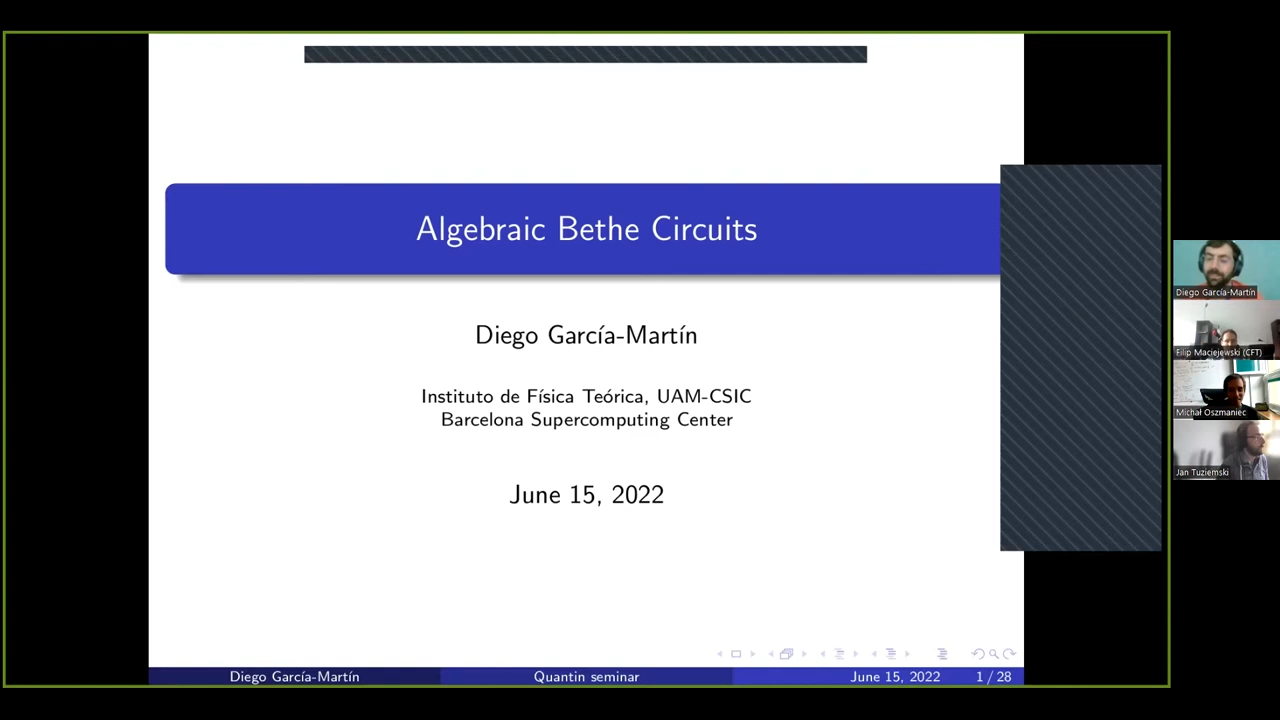 Algebraic Bethe Circuits
Diego García-Martín
Instituto de Física Teórica, UAM-CSIC
Barcelona Supercomputing Center
June 15, 2022
Diego García-Martín
Quantin seminar
June 15, 2022
1 / 28
Diego García-Martín
Filip Maciejewski (CFT)
Michał Oszmaniec
Jan Tuziemski